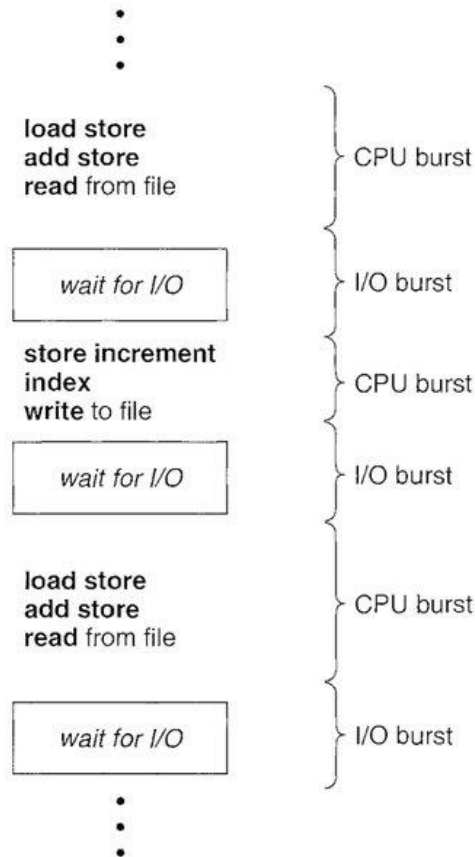 load store
add store
read from file
CPU burst
wait for I/O
I/O burst
store increment
index
write to file
CPU burst
wait for I/O
I/O burst
load store
add store
read from file
CPU burst
wait for I/O
I/O burst